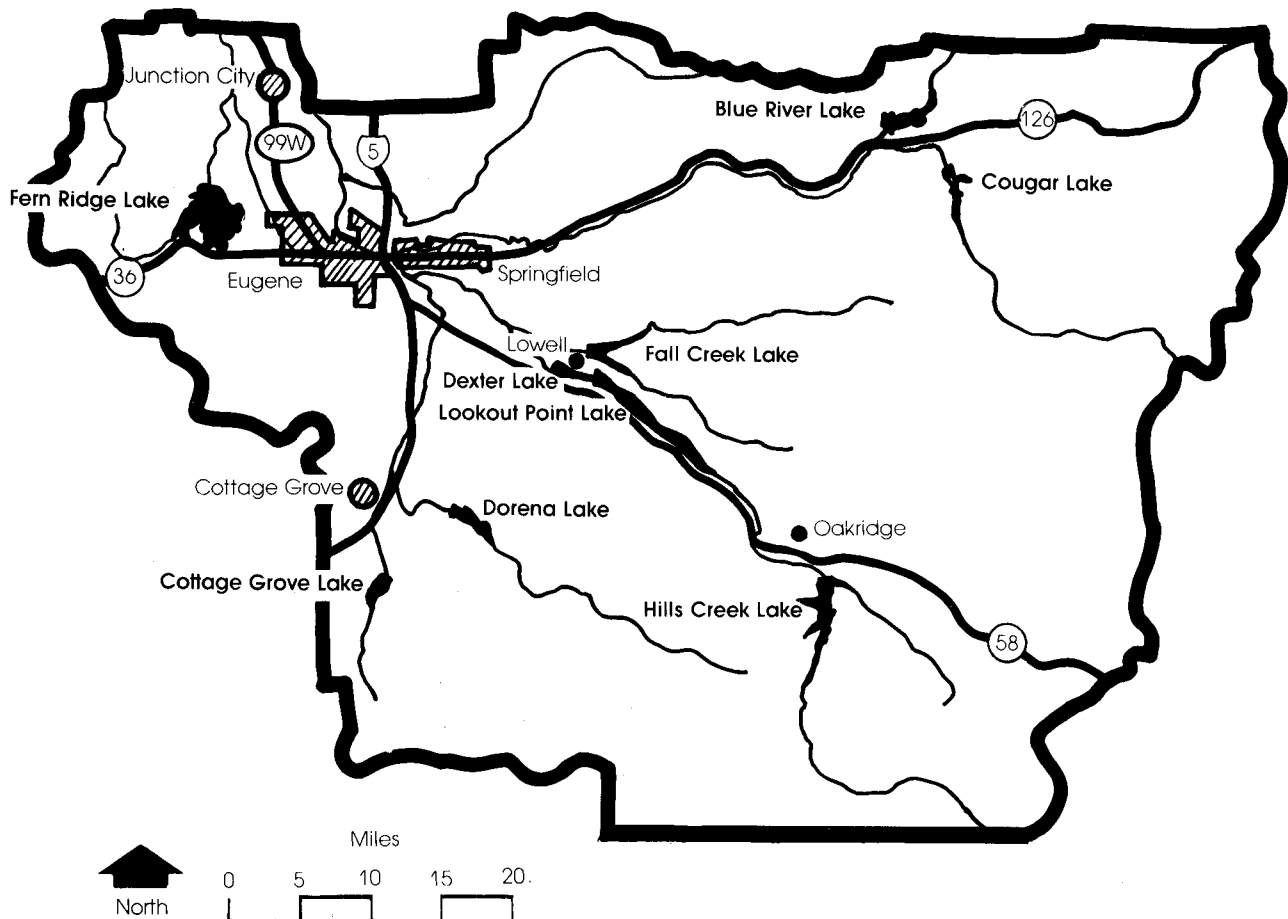 Junction City
99W
5
Blue River Lake
126
Fern Ridge Lake
Cougar Lake
36
Eugene
Springfield
Lowell
Fall Creek Lake
Dexter Lake
Lookout Point Lake
Cottage Grove
Dorena Lake
Oakridge
Cottage Grove Lake
Hills Creek Lake
58
Miles
0 5 10 15 20.
North